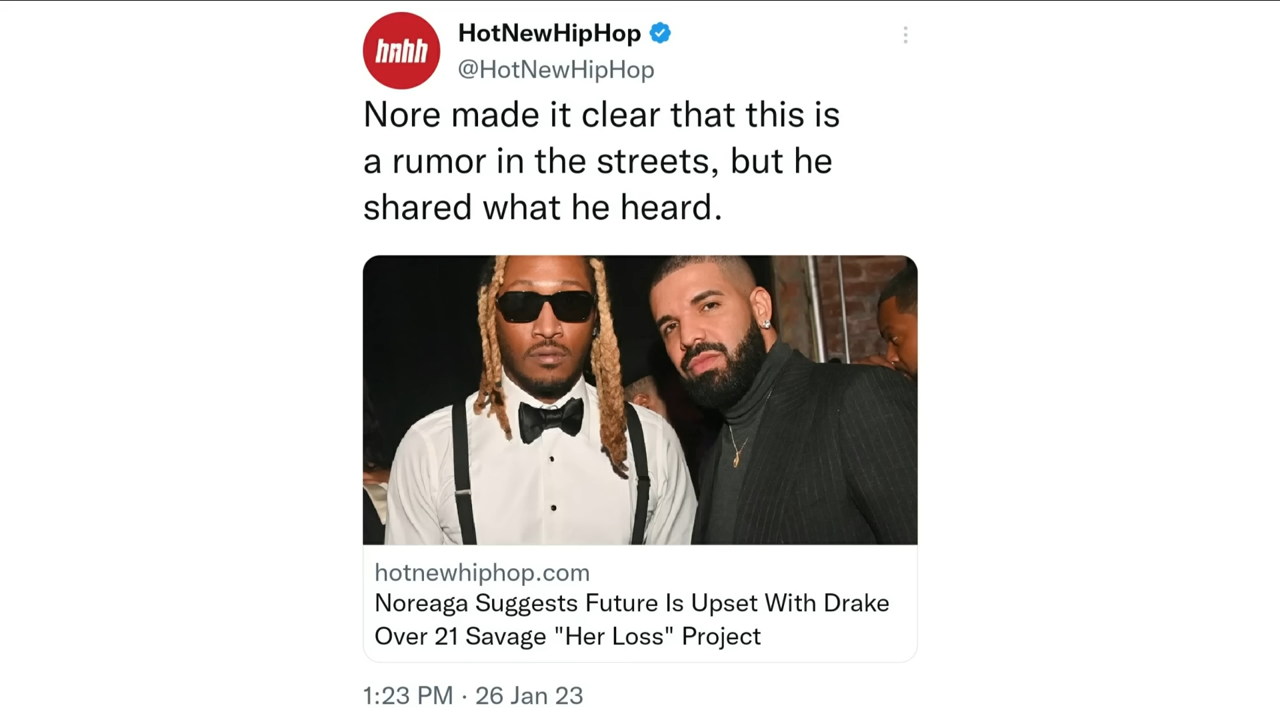 hnhh
HotNewHipHop
@HotNewHipHop
Nore made it clear that this is
a rumor in the streets, but he
shared what he heard.
hotnewhiphop.com
Noreaga Suggests Future Is Upset With Drake
Over 21 Savage "Her Loss" Project
1:23 PM · 26 Jan 23